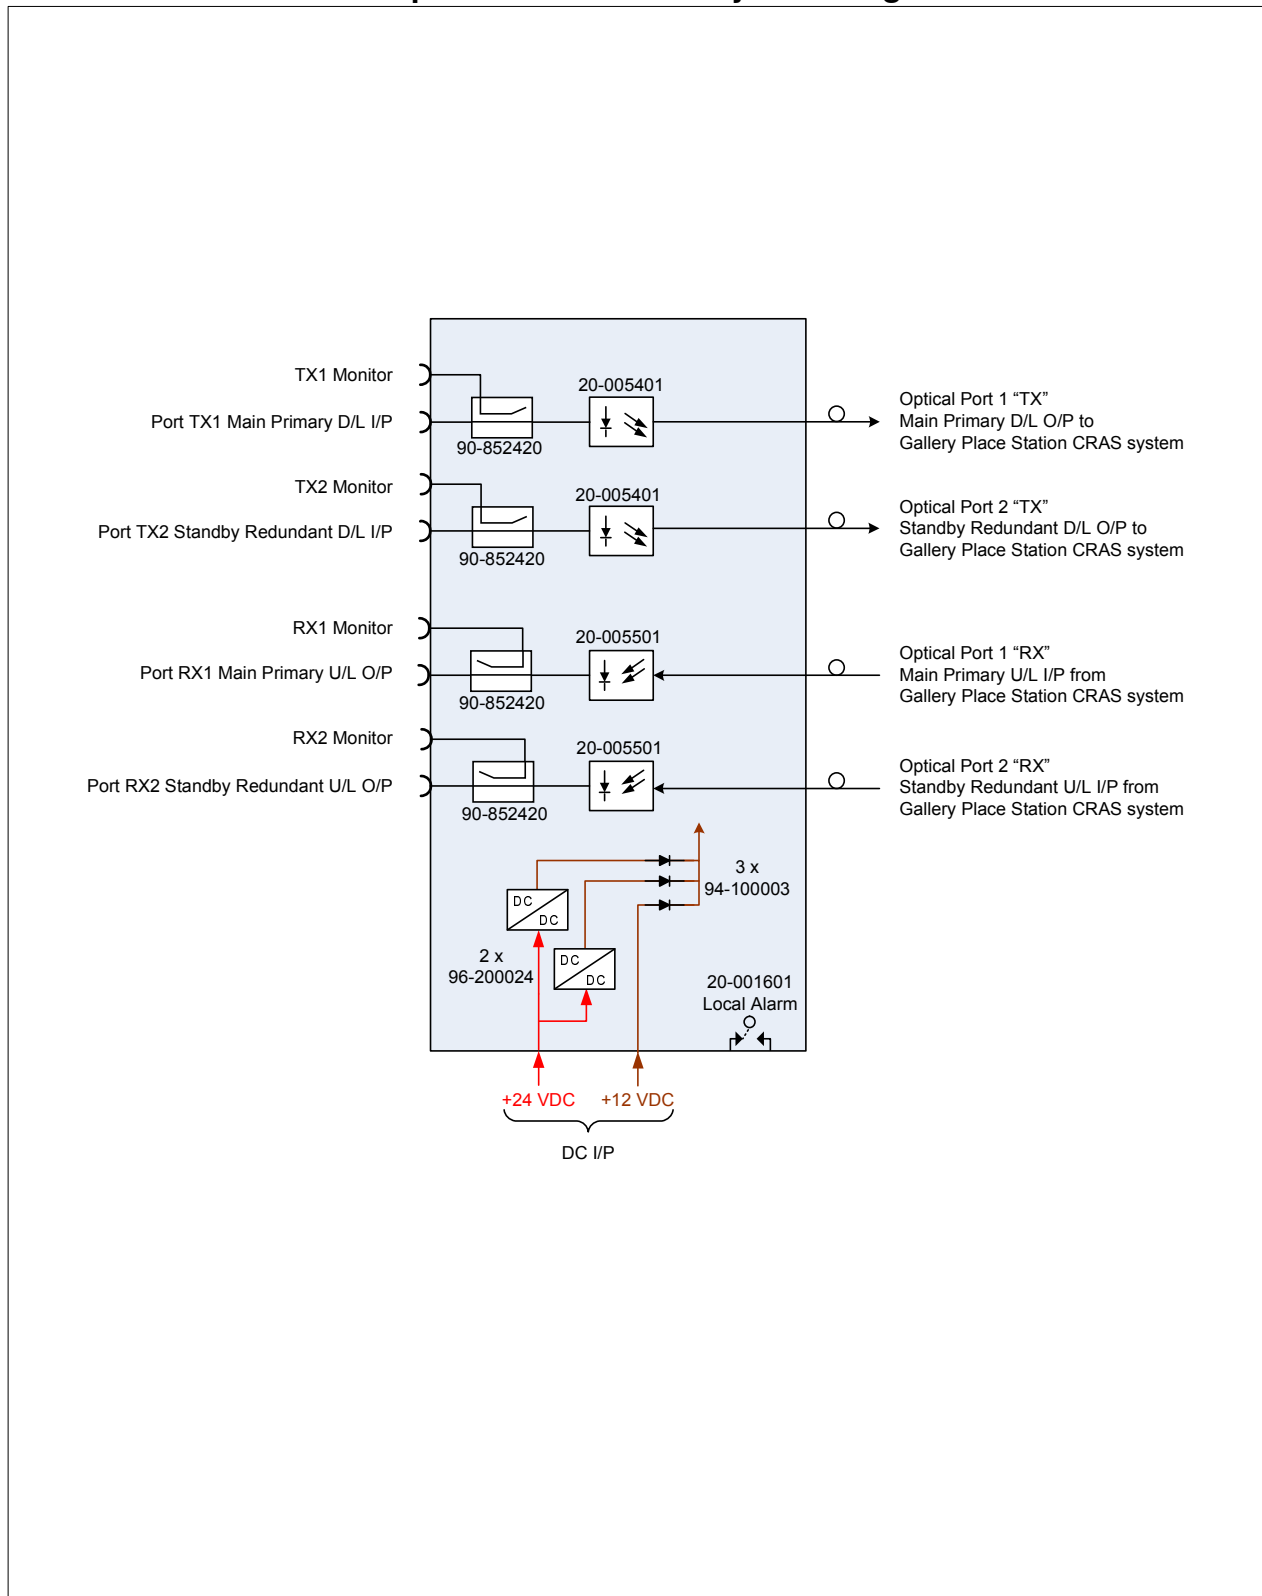 TX1 Monitor
20-005401
Port TX1 Main Primary D/L I/P
90-852420
Optical Port 1 “TX”
Main Primary D/L O/P to
Gallery Place Station CRAS system
TX2 Monitor
20-005401
Port TX2 Standby Redundant D/L I/P
90-852420
Optical Port 2 “TX”
Standby Redundant D/L O/P to
Gallery Place Station CRAS system
RX1 Monitor
20-005501
Port RX1 Main Primary U/L O/P
90-852420
Optical Port 1 “RX”
Main Primary U/L I/P from
Gallery Place Station CRAS system
RX2 Monitor
20-005501
Port RX2 Standby Redundant U/L O/P
90-852420
Optical Port 2 “RX”
Standby Redundant U/L I/P from
Gallery Place Station CRAS system
3 x
94-100003
DC
DC
2 x
96-200024
DC
DC
20-001601
Local Alarm
+24 VDC
+12 VDC
DC I/P